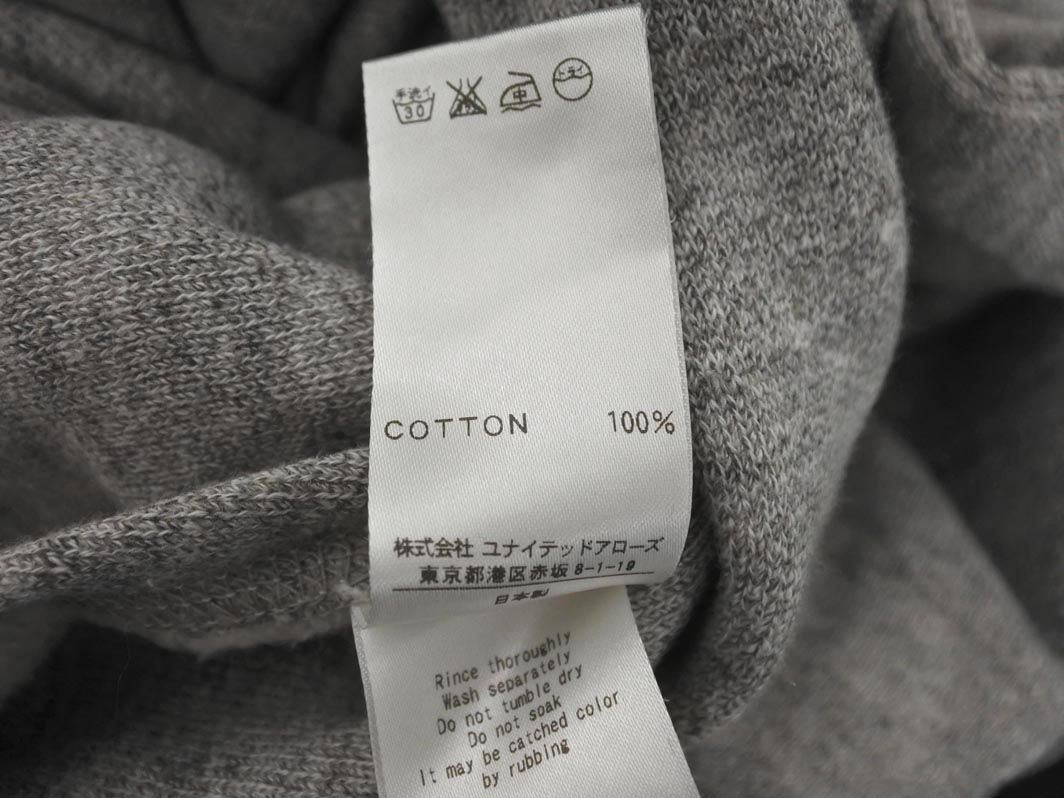 手洗イ
30
中
ドライ
COTTON 100%
株式会社 ユナイテッドアローズ
東京都港区赤坂 8-1-19
日本製
Rince thoroughly
Wash separately
Do not tumble dry
Do not soak
It may be catched color
by rubbing